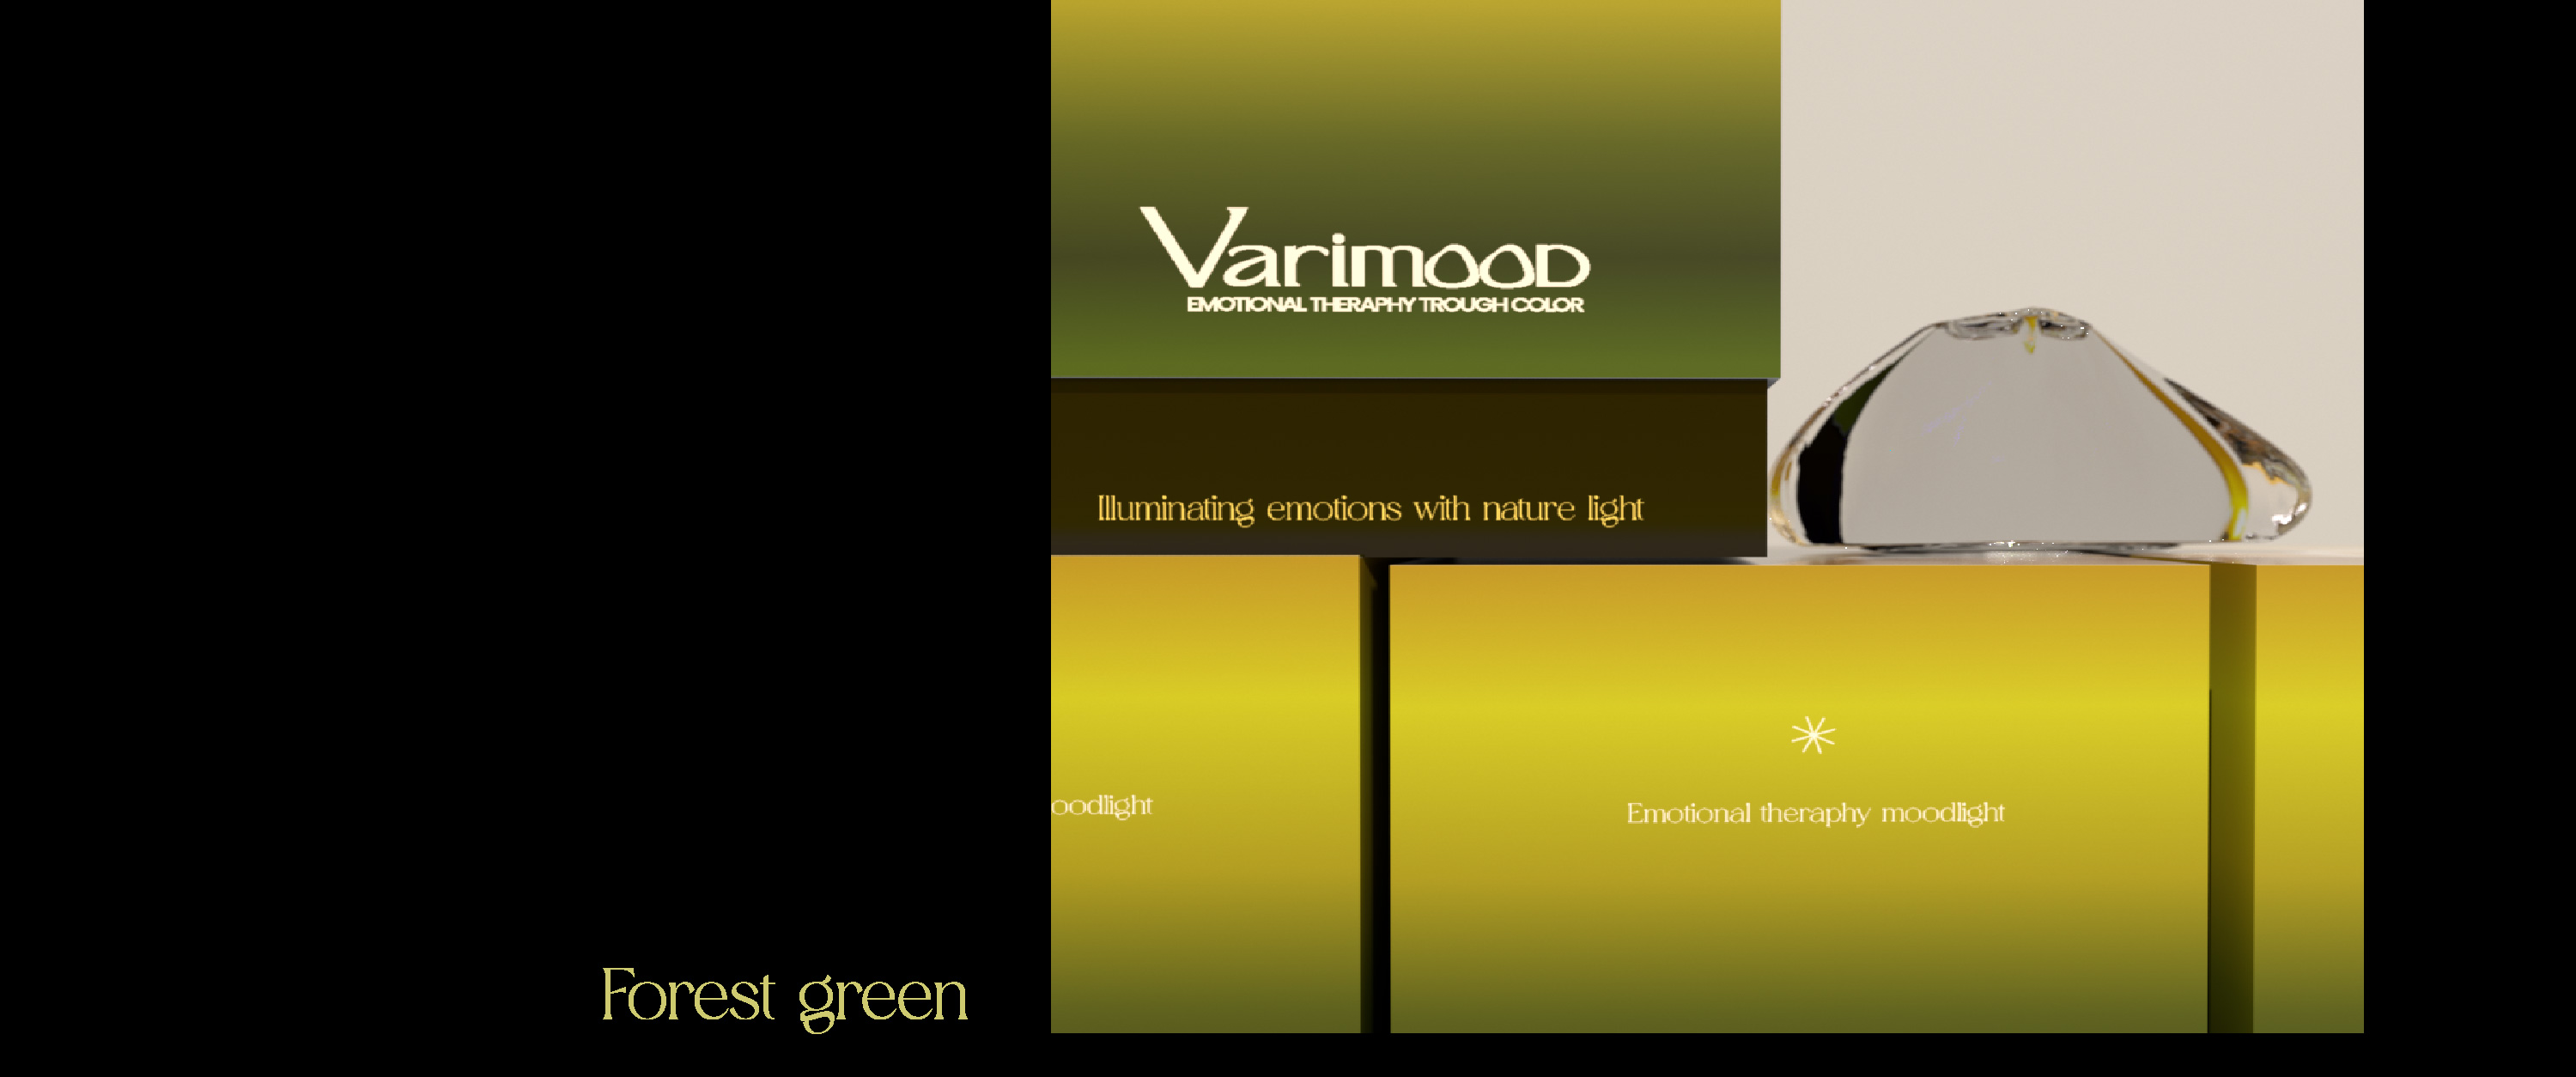 Varimood
EMOTIONAL THERAPHY TROUGH COLOR
Illuminating emotions with nature light
oodlight
Emotional theraphy moodlight
Forest green